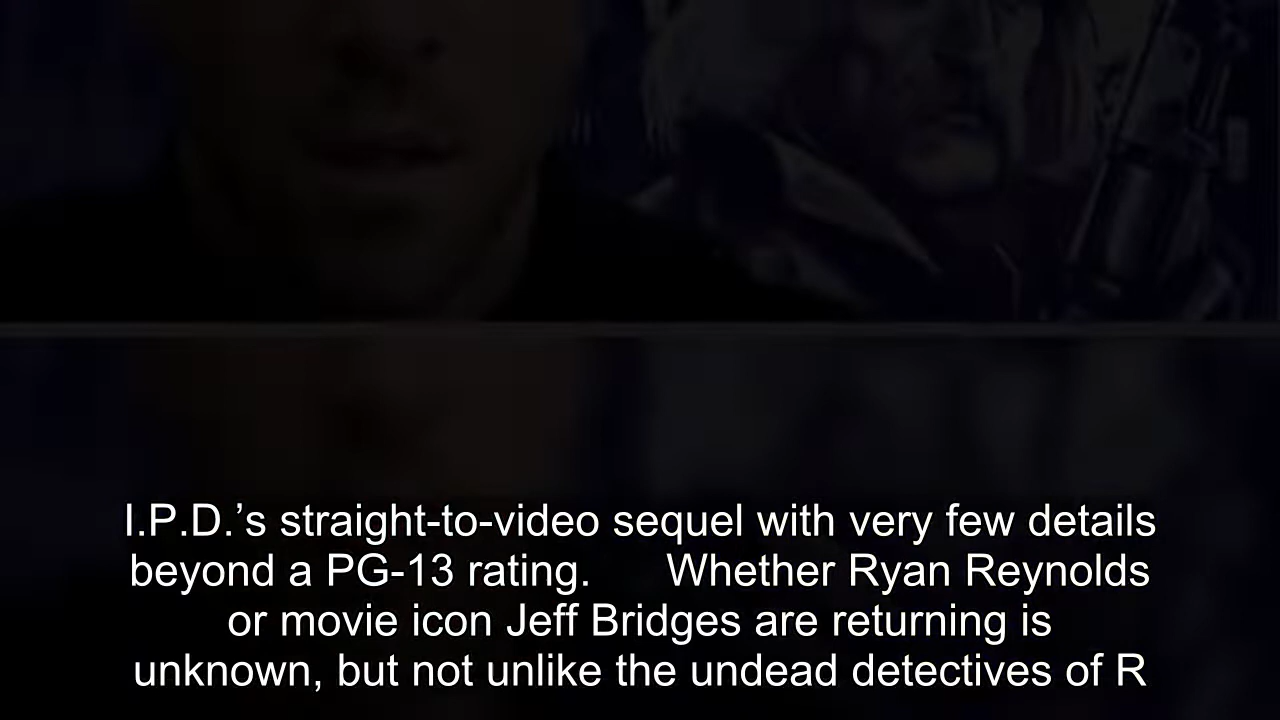 I.P.D.’s straight-to-video sequel with very few details
beyond a PG-13 rating. Whether Ryan Reynolds
or movie icon Jeff Bridges are returning is
unknown, but not unlike the undead detectives of R